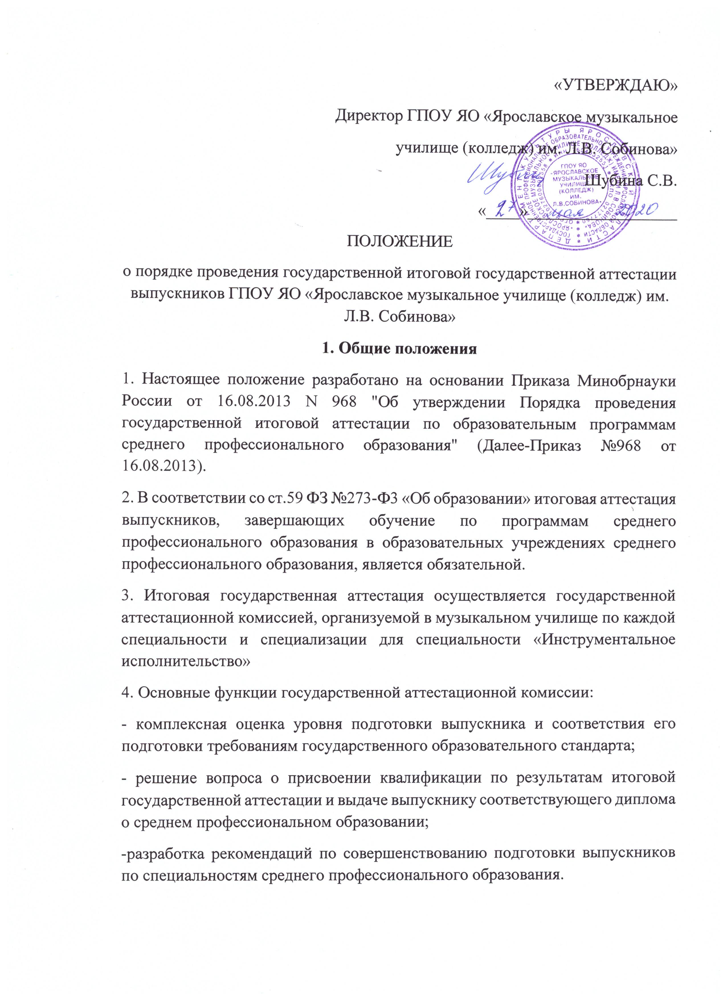 «УТВЕРЖДАЮ»
Директор ГПОУ ЯО «Ярославское музыкальное
училище (колледж) им. Л.В. Собинова»
Шубина С.В.
« 27 » мая 2020
ГПОУ ЯО
"ЯРОСЛАВСКОЕ
МУЗЫКАЛЬНОЕ
УЧИЛИЩЕ
(КОЛЛЕДЖ)
ИМ.
Л.В.СОБИНОВА"
ПОЛОЖЕНИЕ
о порядке проведения государственной итоговой государственной аттестации
выпускников ГПОУ ЯО «Ярославское музыкальное училище (колледж) им.
Л.В. Собинова»
1. Общие положения
1. Настоящее положение разработано на основании Приказа Минобрнауки
России от 16.08.2013 N 968 "Об утверждении Порядка проведения
государственной итоговой аттестации по образовательным программам
среднего профессионального образования" (Далее-Приказ №968 от
16.08.2013).
2. В соответствии со ст.59 ФЗ №273-ФЗ «Об образовании» итоговая аттестация
выпускников, завершающих обучение по программам среднего
профессионального образования в образовательных учреждениях среднего
профессионального образования, является обязательной.
3. Итоговая государственная аттестация осуществляется государственной
аттестационной комиссией, организуемой в музыкальном училище по каждой
специальности и специализации для специальности «Инструментальное
исполнительство»
4. Основные функции государственной аттестационной комиссии:
- комплексная оценка уровня подготовки выпускника и соответствия его
подготовки требованиям государственного образовательного стандарта;
- решение вопроса о присвоении квалификации по результатам итоговой
государственной аттестации и выдаче выпускнику соответствующего диплома
о среднем профессиональном образовании;
-разработка рекомендаций по совершенствованию подготовки выпускников
по специальностям среднего профессионального образования.